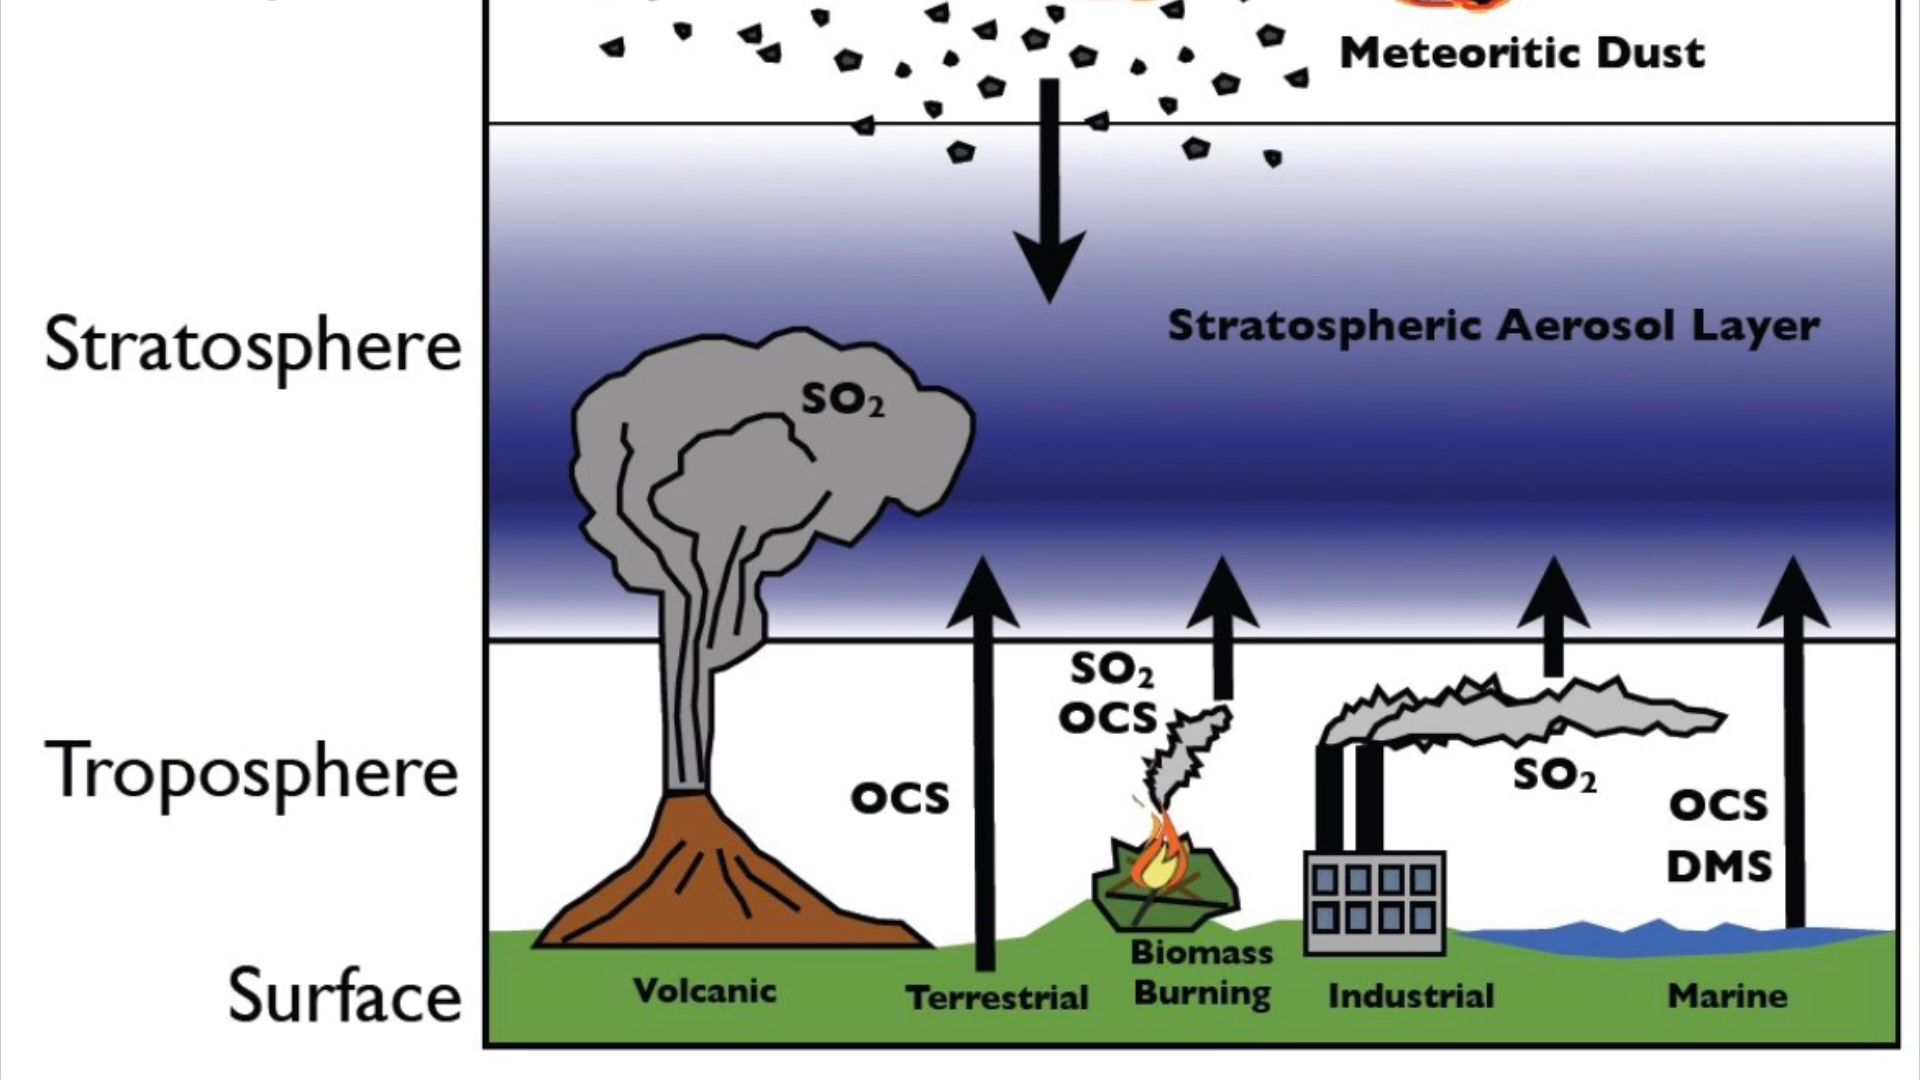 Meteoritic Dust
Stratospheric Aerosol Layer
Stratosphere
SO₂
SO₂
OCS
Troposphere
OCS
SO₂
OCS
DMS
Surface
Volcanic
Terrestrial
Biomass
Burning
Industrial
Marine